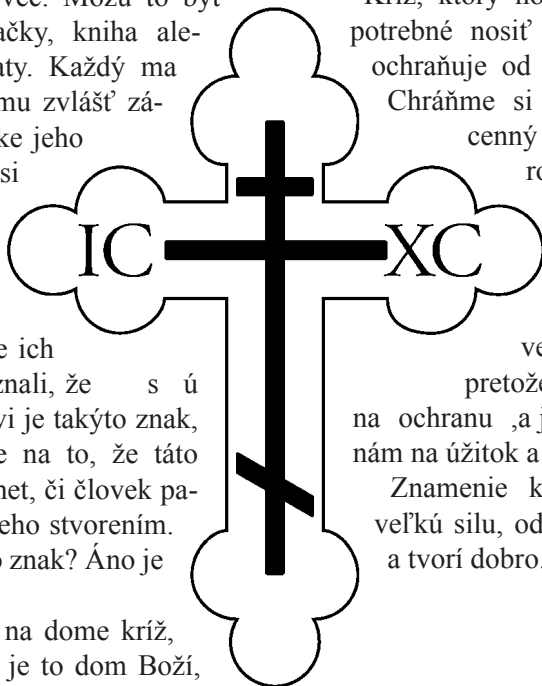 Môžu to byť
ačky, kniha ale-
aty. Každý ma
mu zvlášť zá-
ke jeho
si
e ich
znali, že s ú
vi je takýto znak,
e na to, že táto
net, či človek pa-
eho stvorením.
o znak? Áno je
na dome kríž,
je to dom Boží,
IC XC
Kríž, ktorý no
potrebné nosiť
ochraňuje od
Chráňme si
cenný
ro
ve
pretože
na ochranu ,a j
nám na úžitok a
Znamenie k
veľkú silu, od
a tvorí dobro.